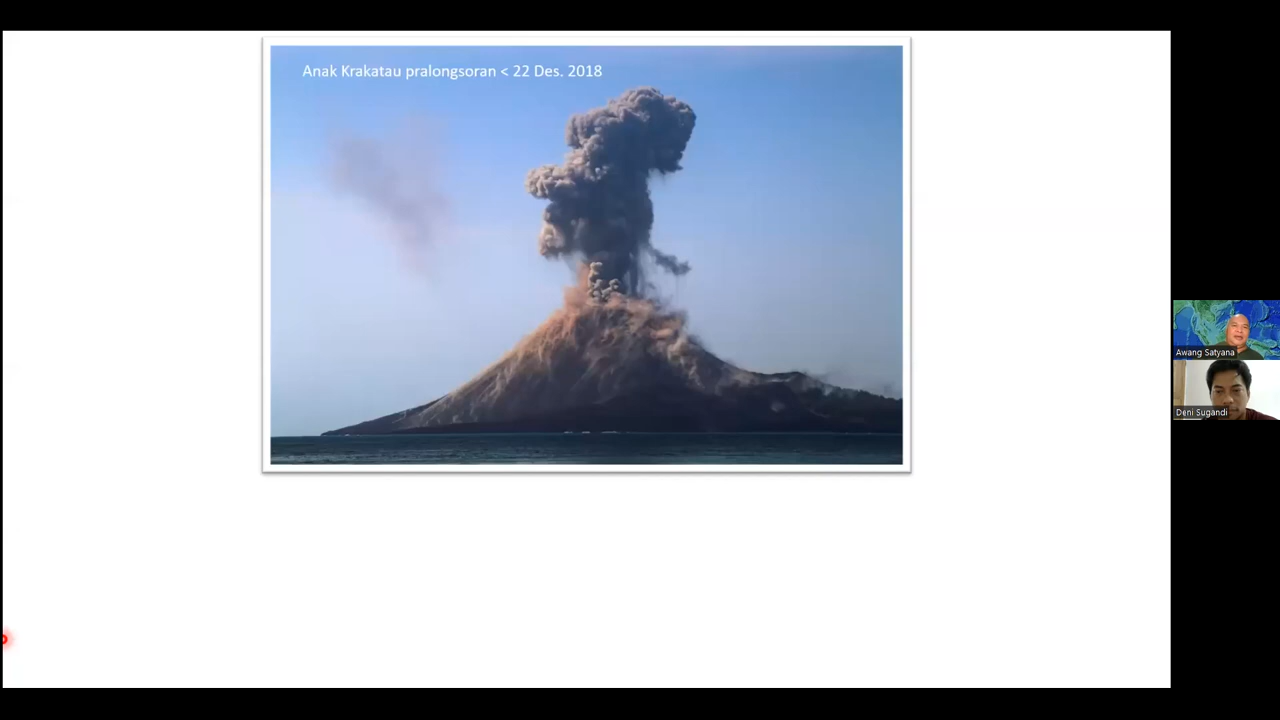 Anak Krakatau pralongsoran < 22 Des. 2018
Awang Satyana
Deni Sugandi